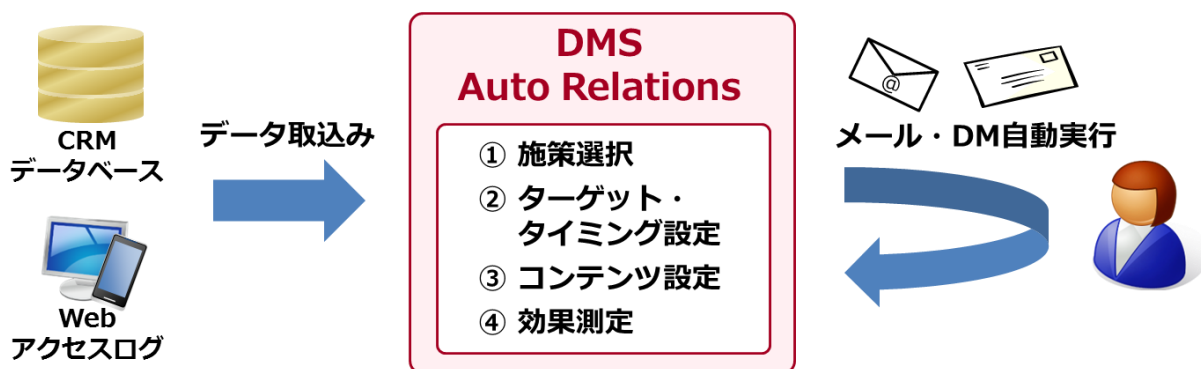 CRM
データベース
Web
アクセスログ
データ取込み
DMS
Auto Relations
① 施策選択
② ターゲット・
タイミング設定
③ コンテンツ設定
④ 効果測定
@
メール・DM自動実行